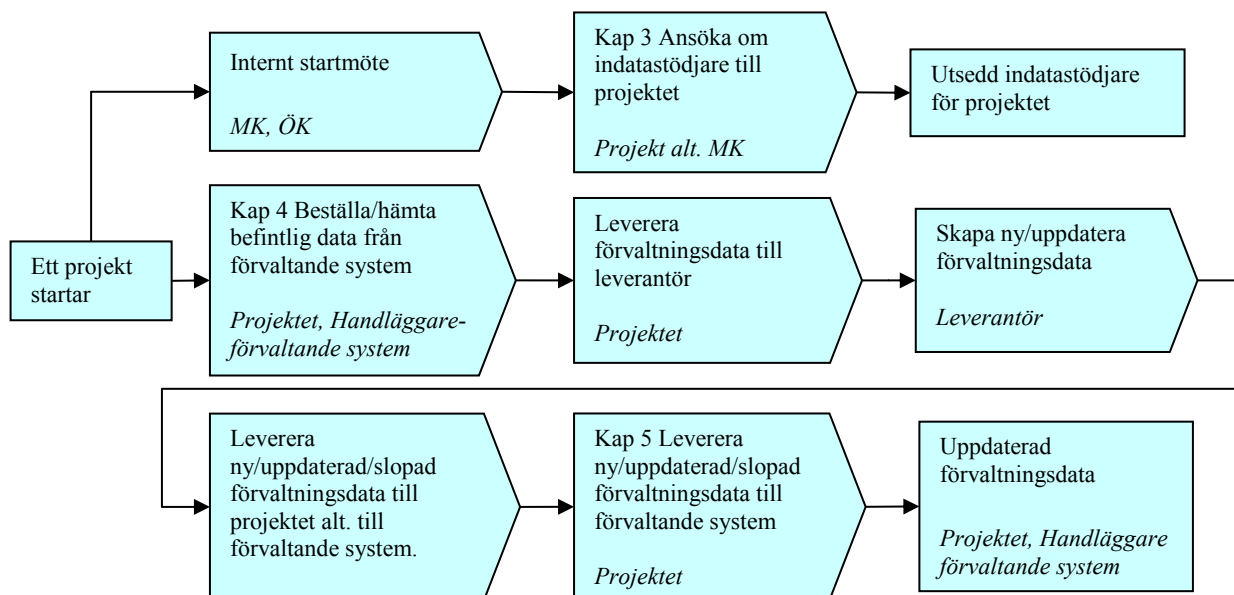 Internt startmöte
MK, ÖK
Kap 3 Ansöka om
indatastödjare till
projektet
Projekt alt. MK
Utsedd indatastödjare
för projektet
Ett projekt
startar
Kap 4 Beställa/hämta
befintlig data från
förvaltande system
Projektet, Handläggare-
förvaltande system
Leverera
förvaltningsdata till
leverantör
Projektet
Skapa ny/uppdatera
förvaltningsdata
Leverantör
Leverera
ny/uppdaterad/slopad
förvaltningsdata till
projektet alt. till
förvaltande system.
Kap 5 Leverera
ny/uppdaterad/slopad
förvaltningsdata till
förvaltande system
Projektet
Uppdaterad
förvaltningsdata
Projektet, Handläggare
förvaltande system